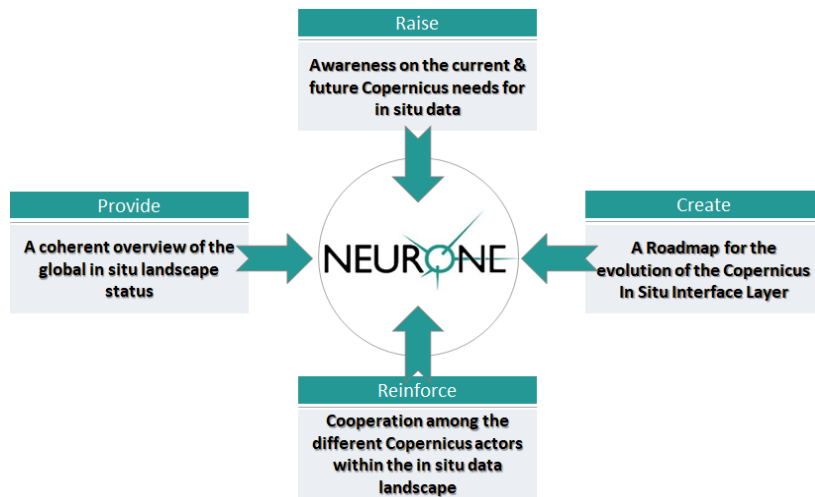 Raise
Awareness on the current &
future Copernicus needs for
in situ data
Provide
A coherent overview of the
global in situ landscape
status
NEURONE
Create
A Roadmap for the
evolution of the Copernicus
In Situ Interface Layer
Reinforce
Cooperation among the
different Copernicus actors
within the in situ data
landscape